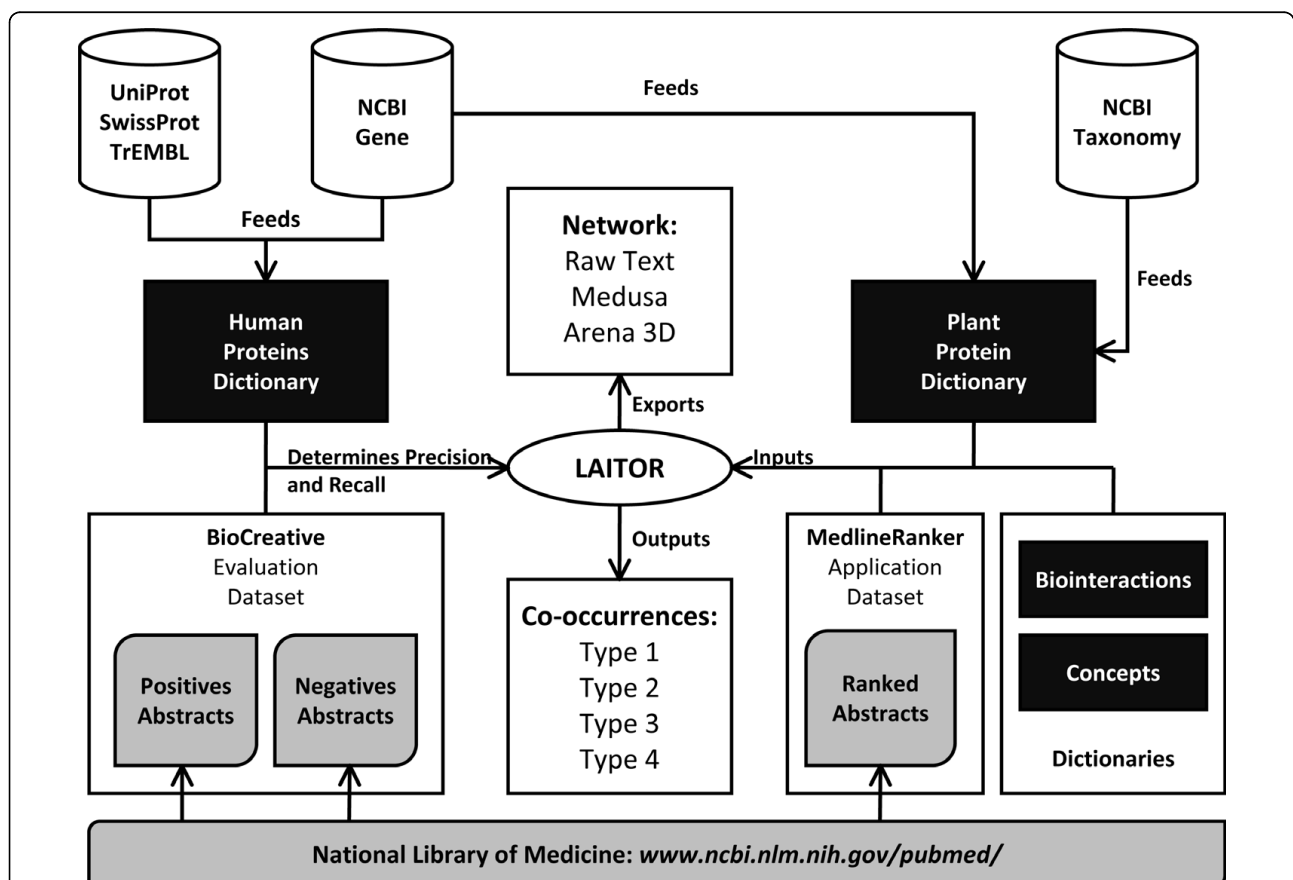 UniProt
SwissProt
TrEMBL
NCBI
Gene
Feeds
NCBI
Taxonomy
Feeds
Network:
Raw Text
Medusa
Arena 3D
Feeds
Human
Proteins
Dictionary
Plant
Protein
Dictionary
Exports
Determines Precision
and Recall
LAITOR
Inputs
Outputs
BioCreative
Evaluation
Dataset
Positives
Abstracts
Negatives
Abstracts
Co-occurrences:
Type 1
Type 2
Type 3
Type 4
MedlineRanker
Application
Dataset
Ranked
Abstracts
Biointeractions
Concepts
Dictionaries
National Library of Medicine: www.ncbi.nlm.nih.gov/pubmed/